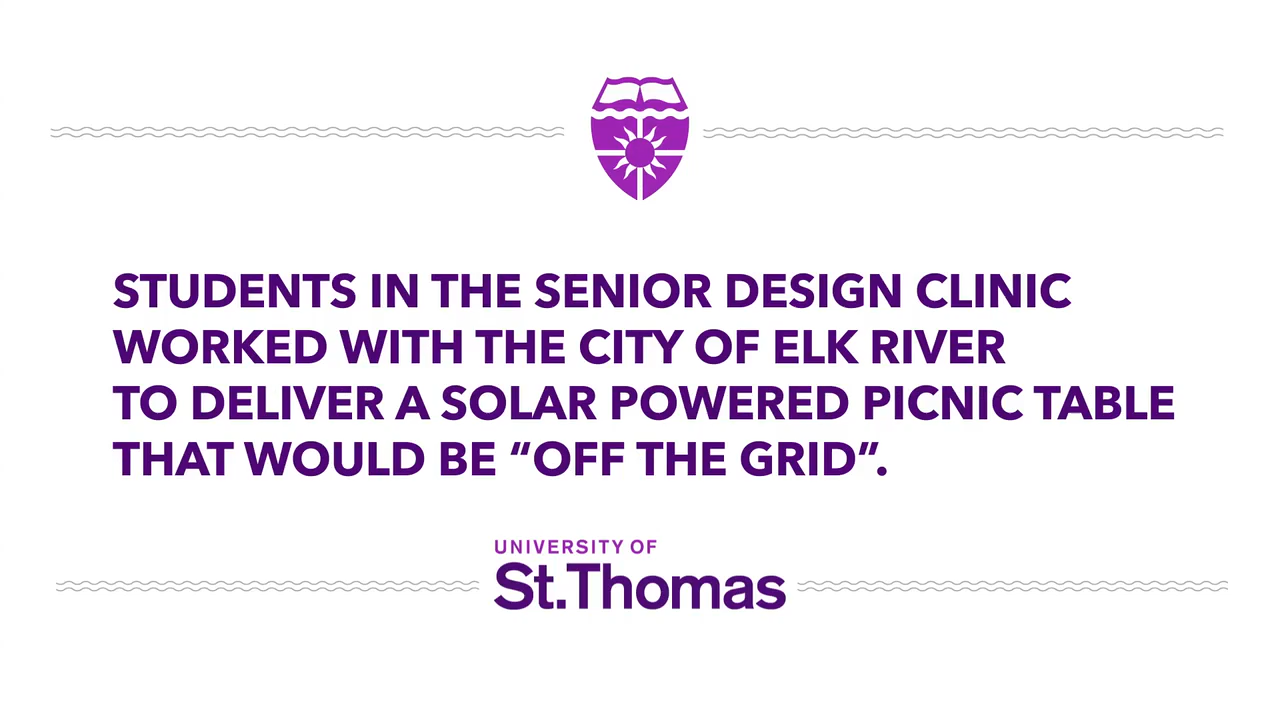 STUDENTS IN THE SENIOR DESIGN CLINIC
WORKED WITH THE CITY OF ELK RIVER
TO DELIVER A SOLAR POWERED PICNIC TABLE
THAT WOULD BE “OFF THE GRID”.
UNIVERSITY OF
St.Thomas